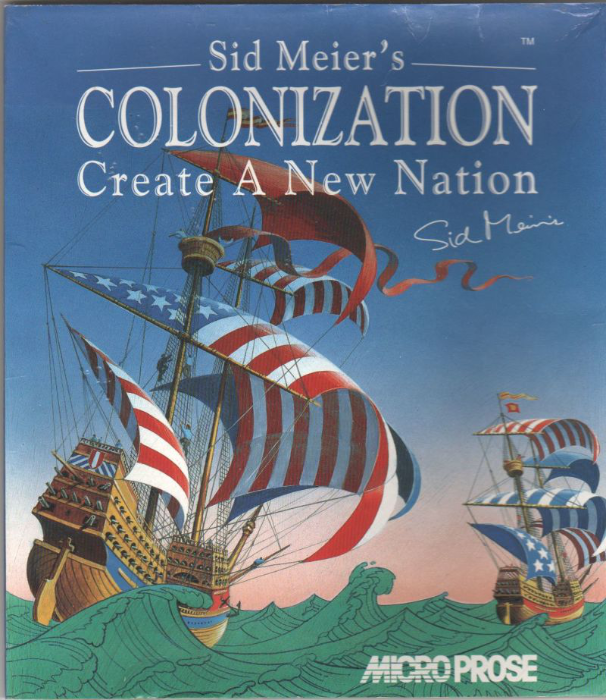 Sid Meier's
™
COLONIZATION
Create A New Nation
Sid Meier
MICROPROSE